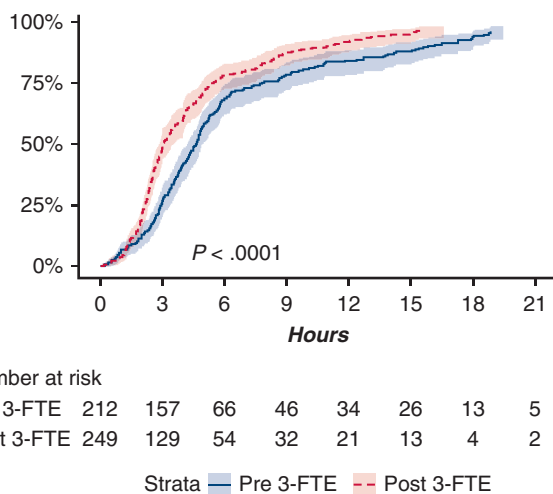 100%
75%
50%
25%
0%
P < .0001
0 3 6 9 12 15 18 21
Hours
mber at risk
3-FTE 212 157 66 46 34 26 13 5
t 3-FTE 249 129 54 32 21 13 4 2
Strata Pre 3-FTE Post 3-FTE